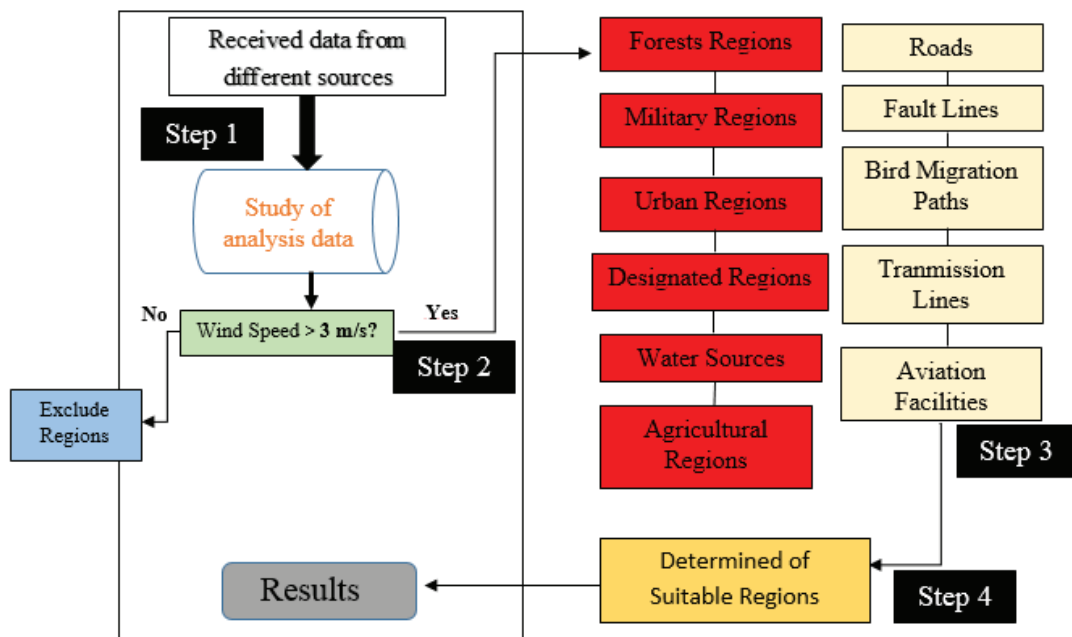 Received data from
different sources
Step 1
Study of
analysis data
No
Wind Speed > 3 m/s?
Yes
Step 2
Exclude
Regions
Forests Regions
Military Regions
Urban Regions
Designated Regions
Water Sources
Agricultural
Regions
Roads
Fault Lines
Bird Migration
Paths
Tranmission
Lines
Aviation
Facilities
Step 3
Determined of
Suitable Regions
Step 4
Results